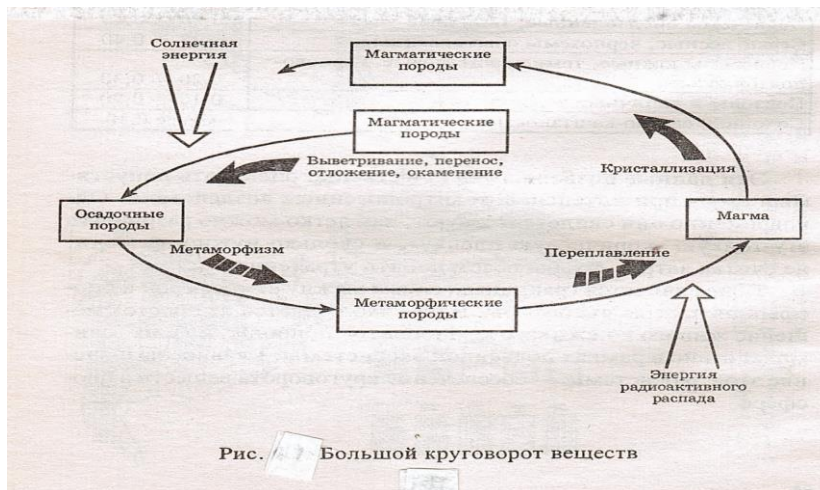 Солнечная
энергия
Магматические
породы
Магматические
породы
Выветривание, перенос,
отложение, окаменение
Кристаллизация
Осадочные
породы
Магма
Метаморфизм
Переплавление
Метаморфические
породы
Энергия
радиоактивного
распада
Рис. Большой круговорот веществ